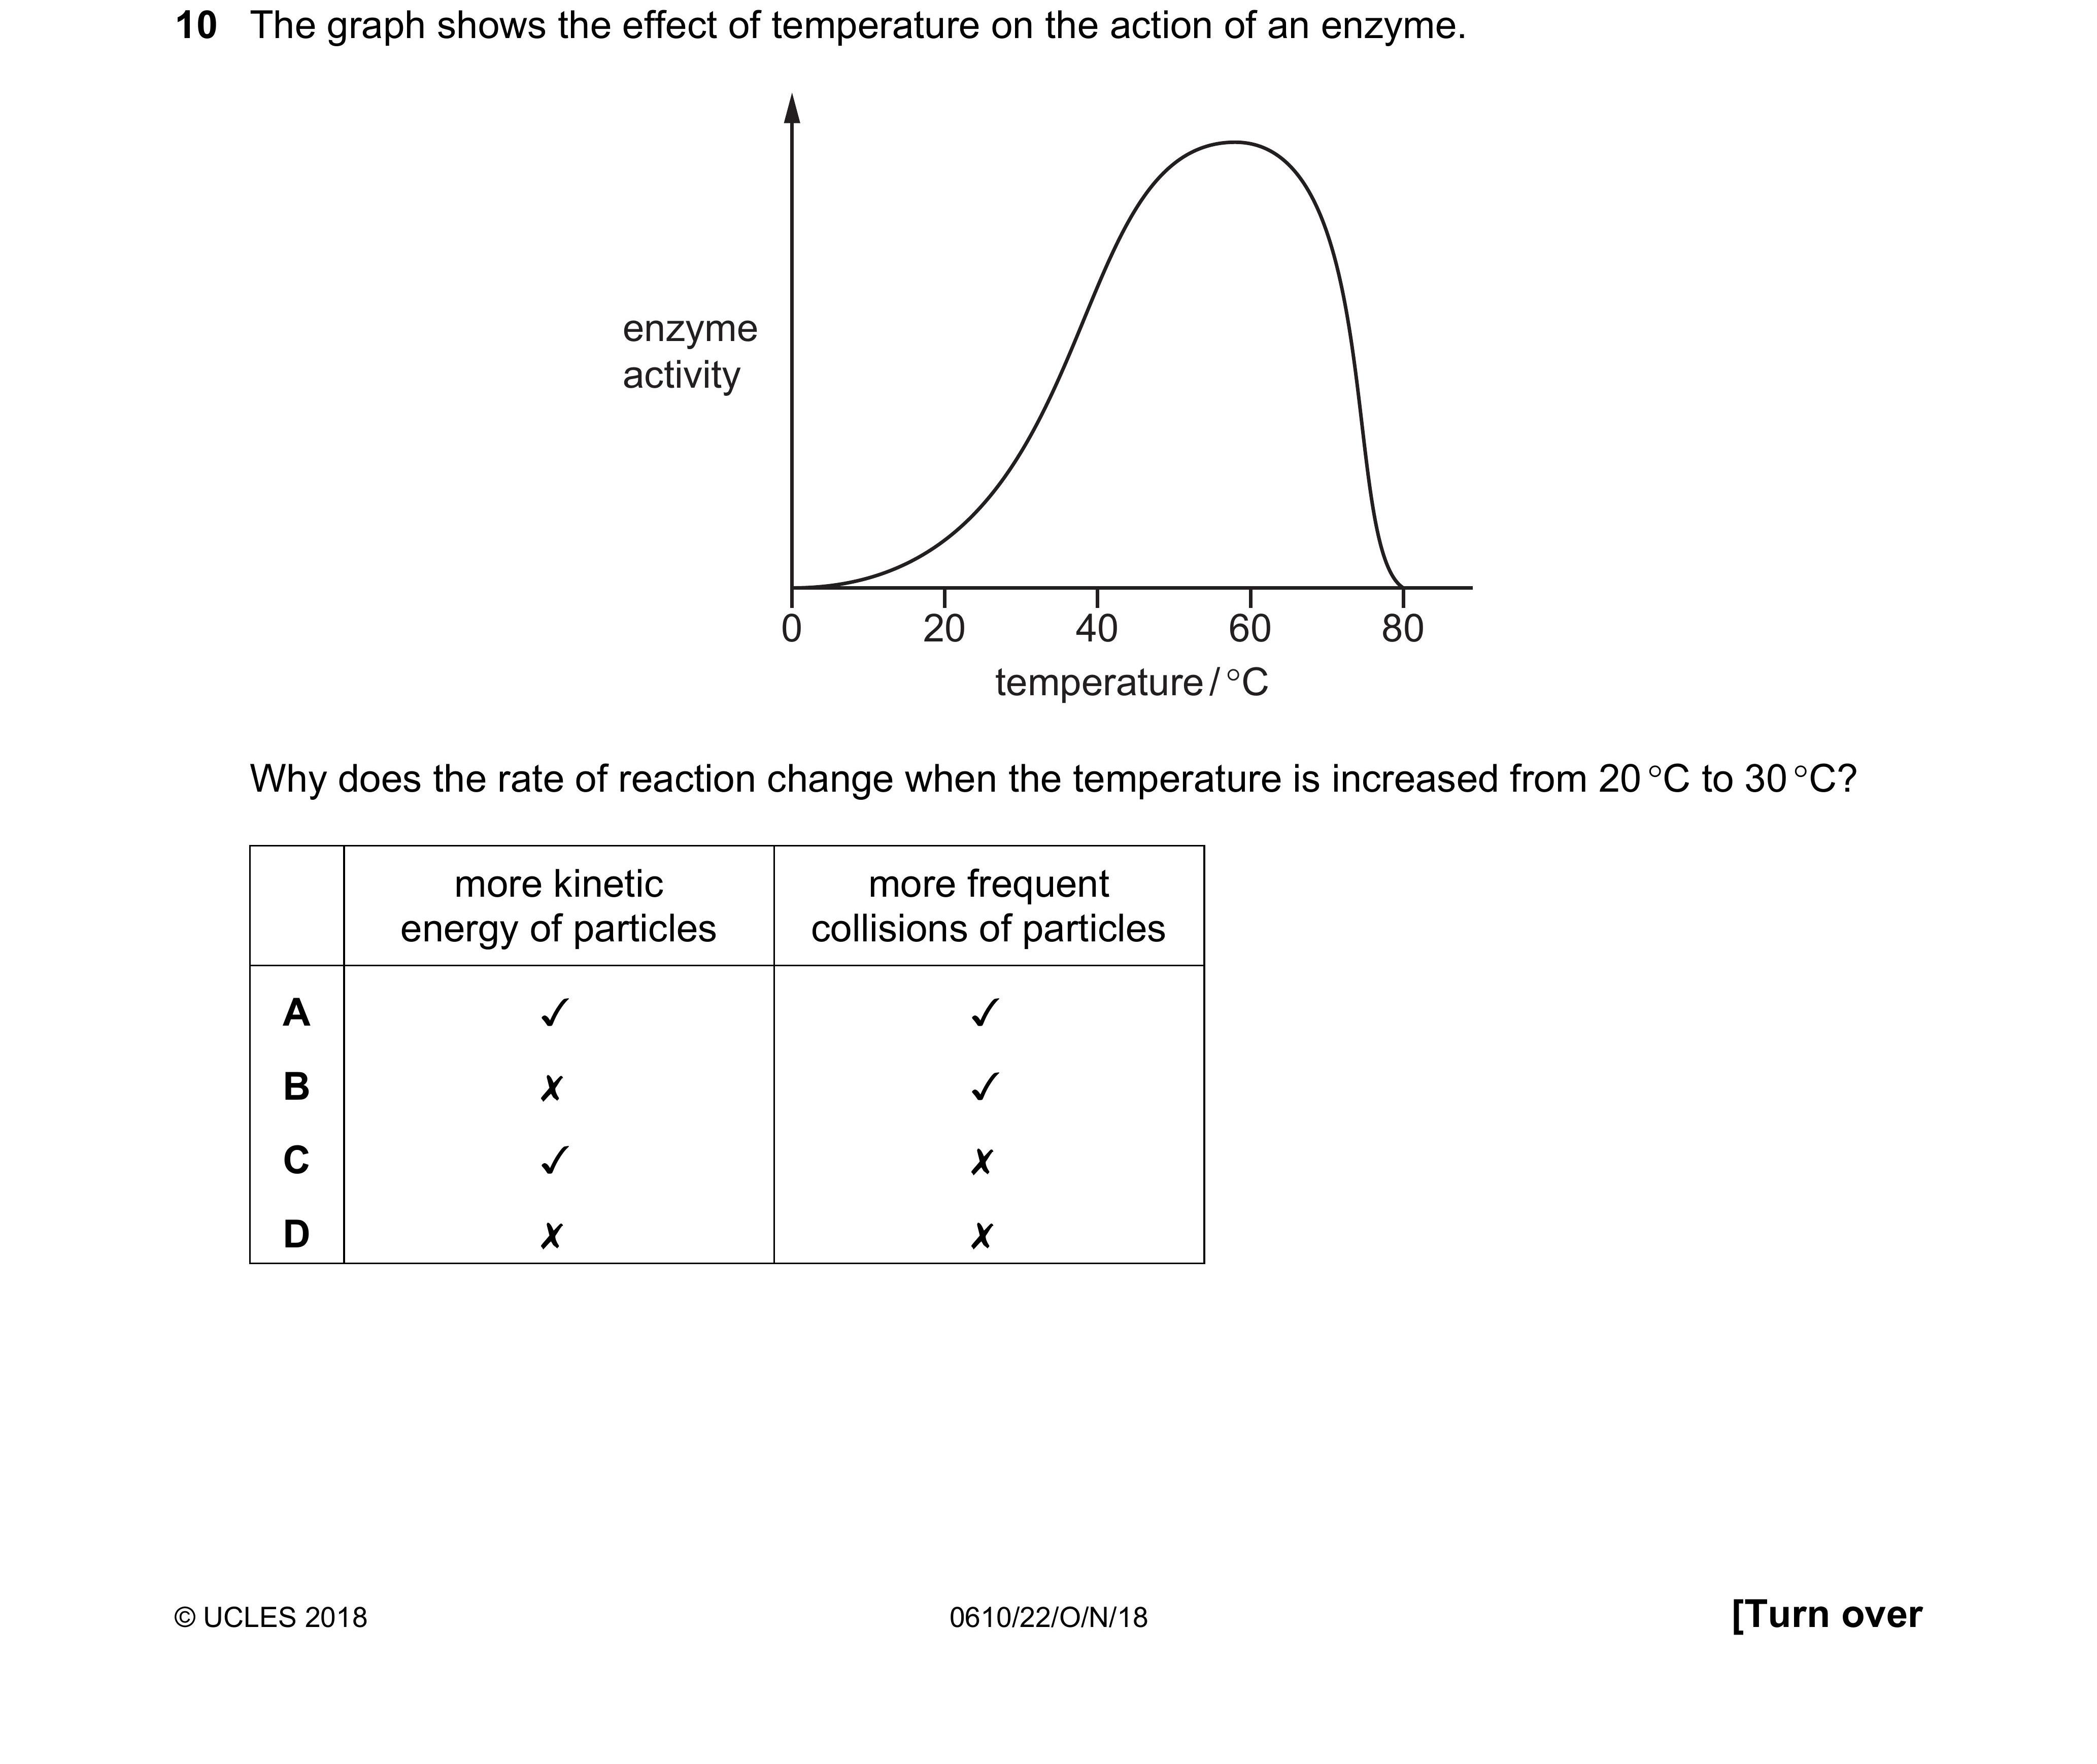 10 The graph shows the effect of temperature on the action of an enzyme.
enzyme
activity
0 20 40 60 80
temperature / °C
Why does the rate of reaction change when the temperature is increased from 20 °C to 30 °C?
more kinetic
energy of particles
more frequent
collisions of particles
A ✓ ✓
B ✗ ✓
C ✓ ✗
D ✗ ✗
© UCLES 2018
0610/22/O/N/18
[Turn over